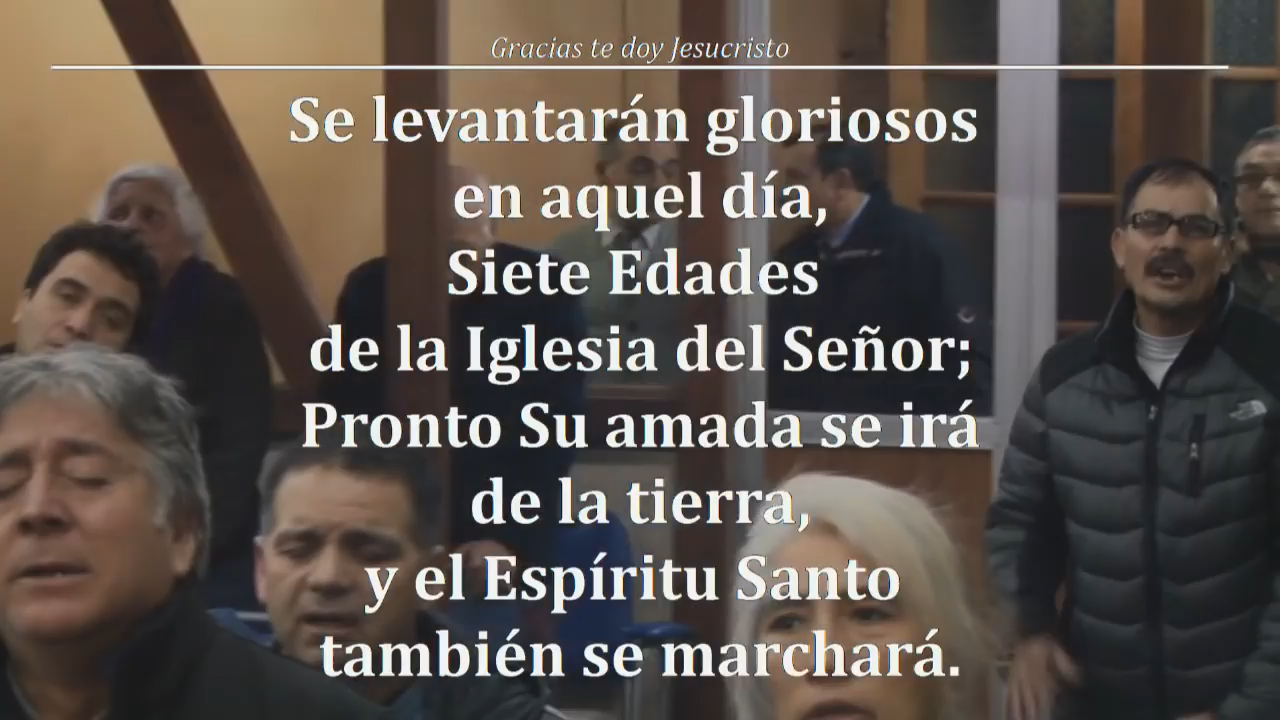 Gracias te doy Jesucristo
Se levantarán gloriosos
en aquel día,
Siete Edades
de la Iglesia del Señor;
Pronto Su amada se irá
de la tierra,
y el Espíritu Santo
también se marchará.